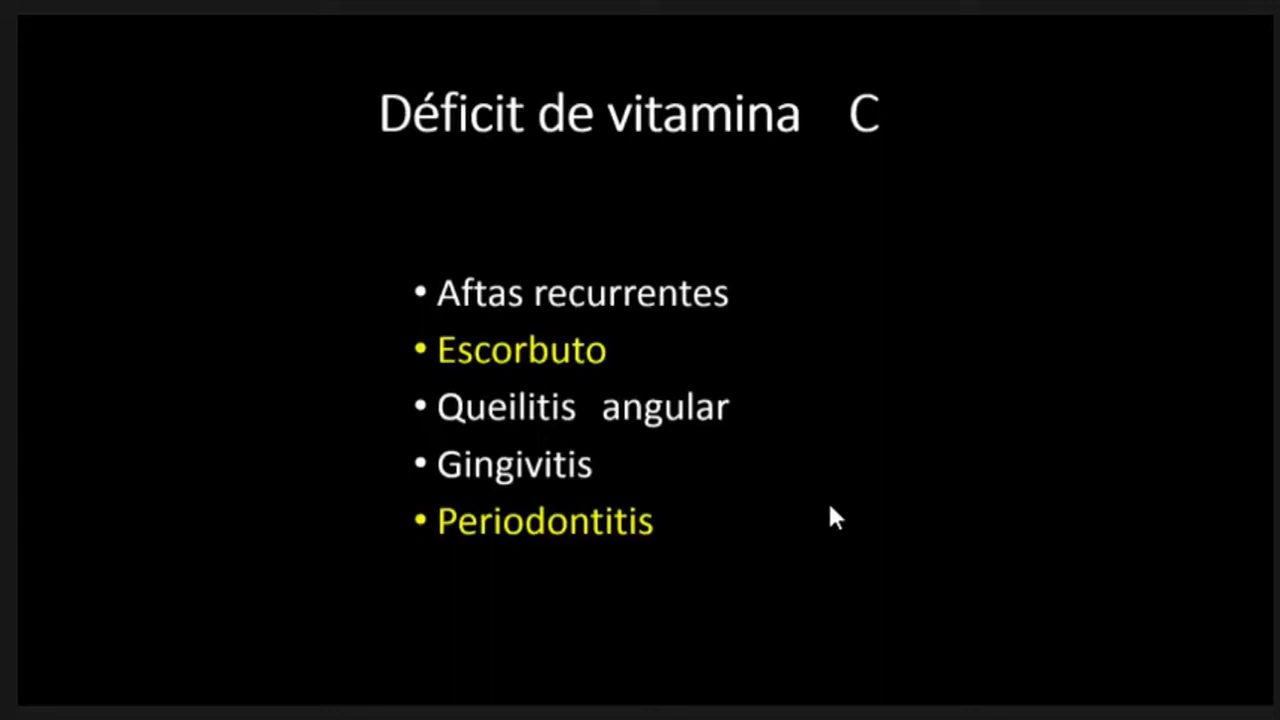 Déficit de vitamina C
• Aftas recurrentes
• Escorbuto
• Queilitis angular
• Gingivitis
• Periodontitis